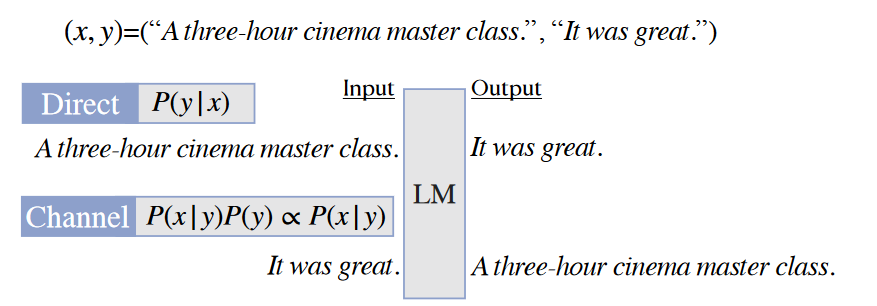 (x, y)=(“A three-hour cinema master class.”, “It was great.”)
Direct P(y|x)
Input Output
A three-hour cinema master class. It was great.
LM
Channel P(x|y)P(y) ∝ P(x|y)
It was great. A three-hour cinema master class.